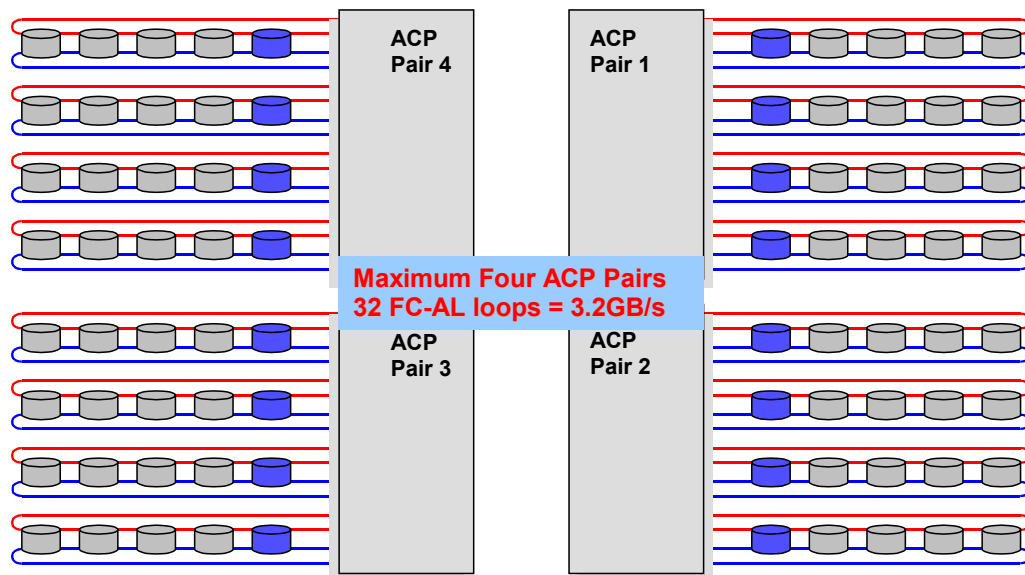 ACP
Pair 4
ACP
Pair 1
Maximum Four ACP Pairs
32 FC-AL loops = 3.2GB/s
ACP
Pair 3
ACP
Pair 2